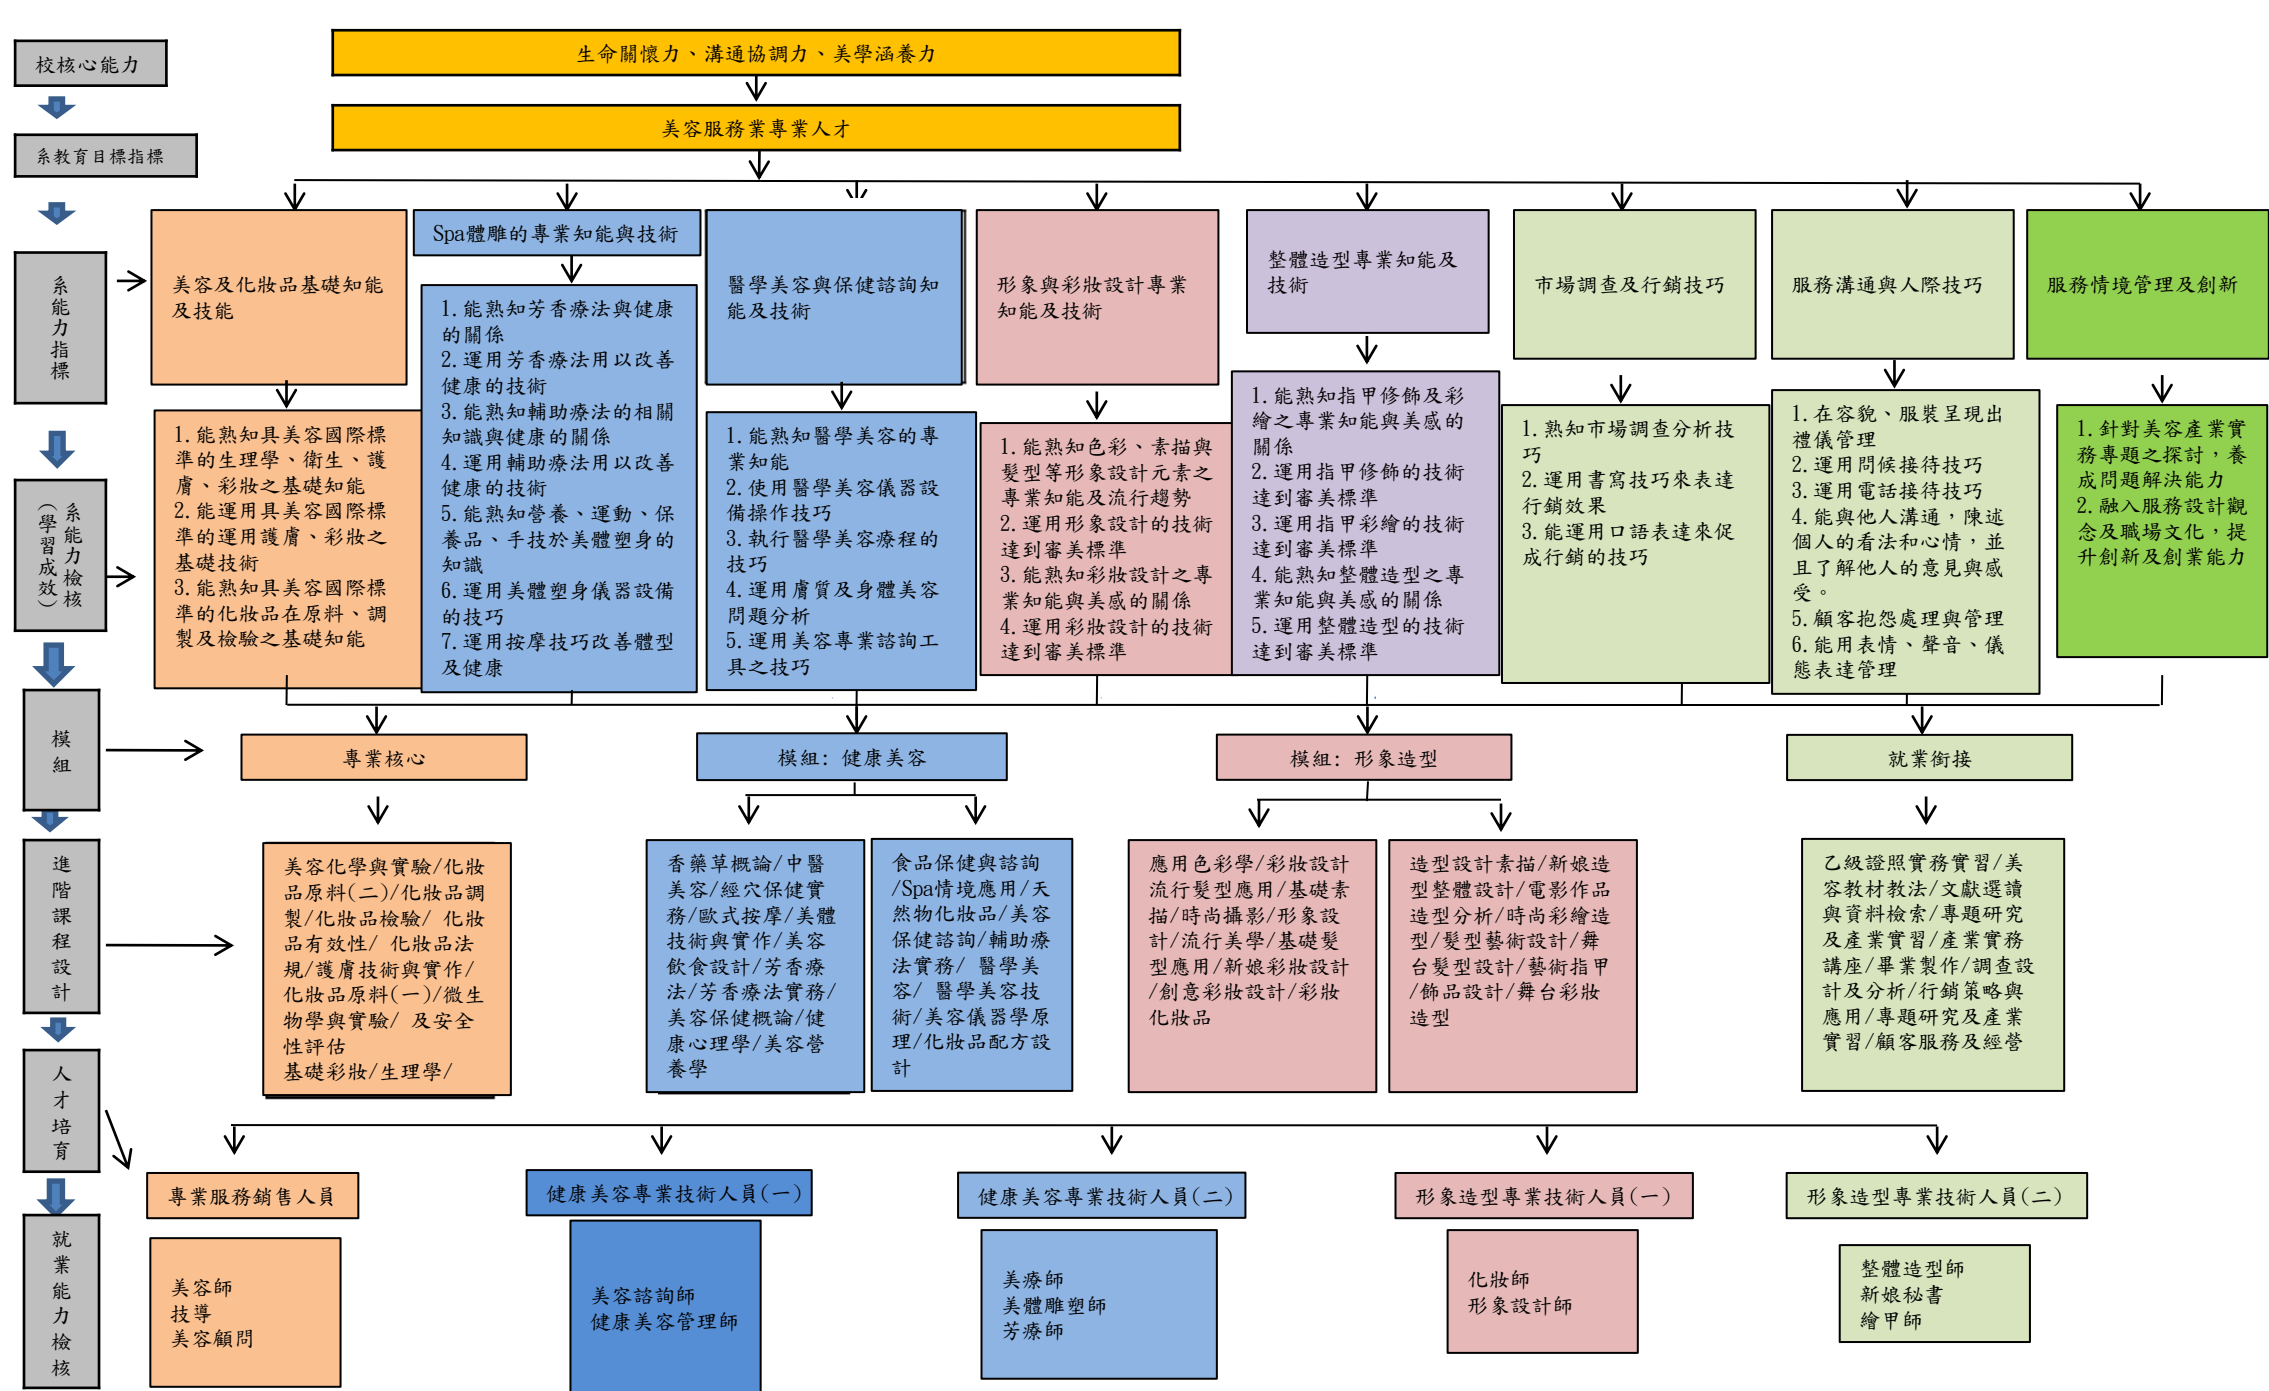 校核心能力
生命關懷力、溝通協調力、美學涵養力
系教育目標指標
美容服務業專業人才
系能力指標
美容及化妝品基礎知能
及技能
Spa體雕的專業知能與技術
醫學美容與保健諮詢知
能及技術
形象與彩妝設計專業
知能及技術
整體造型專業知能及
技術
市場調查及行銷技巧
服務溝通與人際技巧
服務情境管理及創新
系能力檢核
(學習成效)
1.能熟知具美容國際標
準的生理學、衛生、護
膚、彩妝之基礎知能
2.能運用具美容國際標
準的運用護膚、彩妝之
基礎技術
3.能熟知具美容國際標
準的化妝品在原料、調
製及檢驗之基礎知能
1.能熟知芳香療法與健康
的關係
2.運用芳香療法用以改善
健康的技術
3.能熟知輔助療法的相關
知識與健康的關係
4.運用輔助療法用以改善
健康的技術
5.能熟知營養、運動、保
養品、手技於美體塑身的
知識
6.運用美體塑身儀器設備
的技巧
7.運用按摩技巧改善體型
及健康
1.能熟知醫學美容的專
業知能
2.使用醫學美容儀器設
備操作技巧
3.執行醫學美容療程的
技巧
4.運用膚質及身體美容
問題分析
5.運用美容專業諮詢工
具之技巧
1.能熟知色彩、素描與
髮型等形象設計元素之
專業知能及流行趨勢
2.運用形象設計的技術
達到審美標準
3.能熟知彩妝設計之專
業知能與美感的關係
4.運用彩妝設計的技術
達到審美標準
1.能熟知指甲修飾及彩
繪之專業知能與美感的
關係
2.運用指甲修飾的技術
達到審美標準
3.運用指甲彩繪的技術
達到審美標準
4.能熟知整體造型之專
業知能與美感的關係
5.運用整體造型的技術
達到審美標準
1.熟知市場調查分析技
巧
2.運用書寫技巧來表達
行銷效果
3.能運用口語表達來促
成行銷的技巧
1.在容貌、服裝呈現出
禮儀管理
2.運用問候接待技巧
3.運用電話接待技巧
4.能與他人溝通，陳述
個人的看法和心情，並
且了解他人的意見與感
受。
5.顧客抱怨處理與管理
6.能用表情、聲音、儀
態表達管理
1.針對美容產業實
務專題之探討，養
成問題解決能力
2.融入服務設計觀
念及職場文化，提
升創新及創業能力
模組
專業核心
模組:健康美容
模組:形象造型
就業銜接
進階課程設計
美容化學與實驗/化妝
品原料(二)/化妝品調
製/化妝品檢驗/ 化妝
品有效性/ 化妝品法
規/護膚技術與實作/
化妝品原料(一)/微生
物學與實驗/ 及安全
性評估
基礎彩妝/生理學/
香藥草概論/中醫
美容/經穴保健實
務/歐式按摩/美體
技術與實作/美容
飲食設計/芳香療
法/芳香療法實務/
美容保健概論/健
康心理學/美容營
養學
食品保健與諮詢
/Spa情境應用/天
然物化妝品/美容
保健諮詢/輔助療
法實務/ 醫學美
容/ 醫學美容技
術/美容儀器學原
理/化妝品配方設
計
應用色彩學/彩妝設計
流行髮型應用/基礎素
描/時尚攝影/形象設
計/流行美學/基礎髮
型應用/新娘彩妝設計
/創意彩妝設計/彩妝
化妝品
造型設計素描/新娘造
型整體設計/電影作品
造型分析/時尚彩繪造
型/髮型藝術設計/舞
台髮型設計/藝術指甲
/飾品設計/舞台彩妝
造型
乙級證照實務實習/美
容教材教法/文獻選讀
與資料檢索/專題研究
及產業實習/產業實務
講座/畢業製作/調查設
計及分析/行銷策略與
應用/專題研究及產業
實習/顧客服務及經營
人才培育
專業服務銷售人員
健康美容專業技術人員(一)
健康美容專業技術人員(二)
形象造型專業技術人員(一)
形象造型專業技術人員(二)
就業能力檢核
美容師
技導
美容顧問
美容諮詢師
健康美容管理師
美療師
美體雕塑師
芳療師
化妝師
形象設計師
整體造型師
新娘秘書
繪甲師